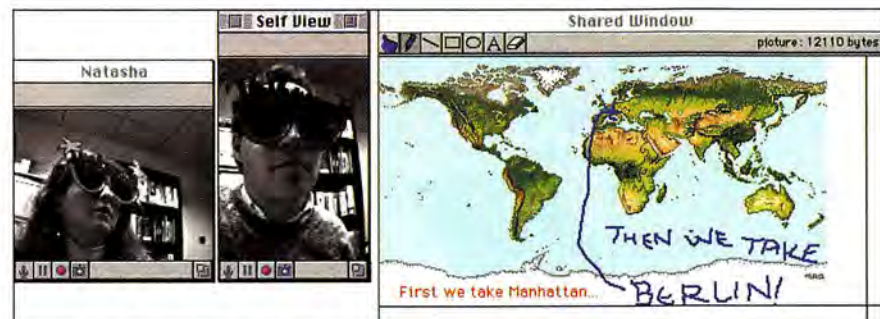 Self View
Shared Window
picture: 12110 bytes
Natasha
THEN WE TAKE
First we take Manhattan...
BERLIN!